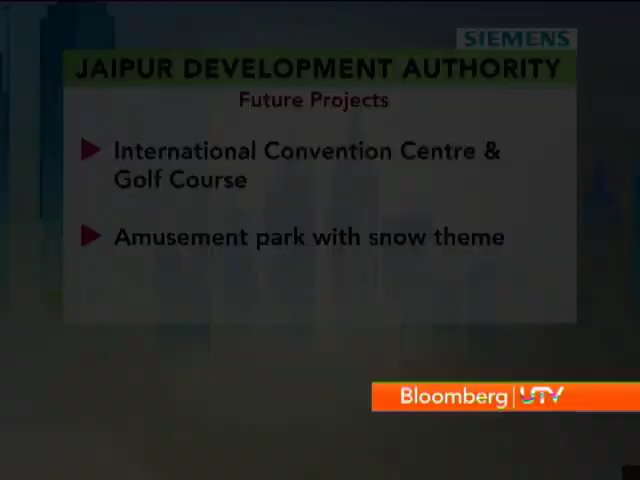 SIEMENS
JAIPUR DEVELOPMENT AUTHORITY
Future Projects
International Convention Centre &
Golf Course
Amusement park with snow theme
Bloomberg | UTV